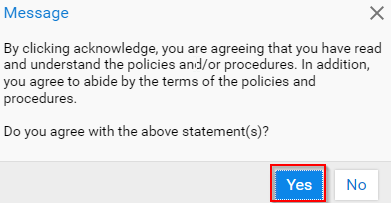 Message
By clicking acknowledge, you are agreeing that you have read
and understand the policies and/or procedures. In addition,
you agree to abide by the terms of the policies and
procedures.
Do you agree with the above statement(s)?
Yes No